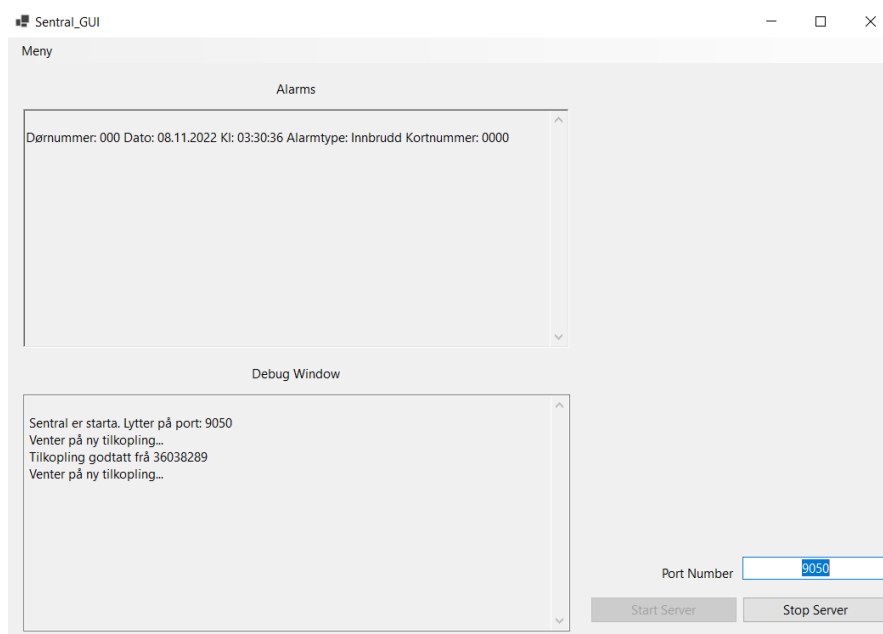 Sentral_GUI
Meny
Alarms
Dørnummer: 000 Dato: 08.11.2022 Kl: 03:30:36 Alarmtype: Innbrudd Kortnummer: 0000
Debug Window
Sentral er starta. Lytter på port: 9050
Venter på ny tilkopling...
Tilkopling godtatt frå 36038289
Venter på ny tilkopling...
Port Number 9050
Start Server Stop Server